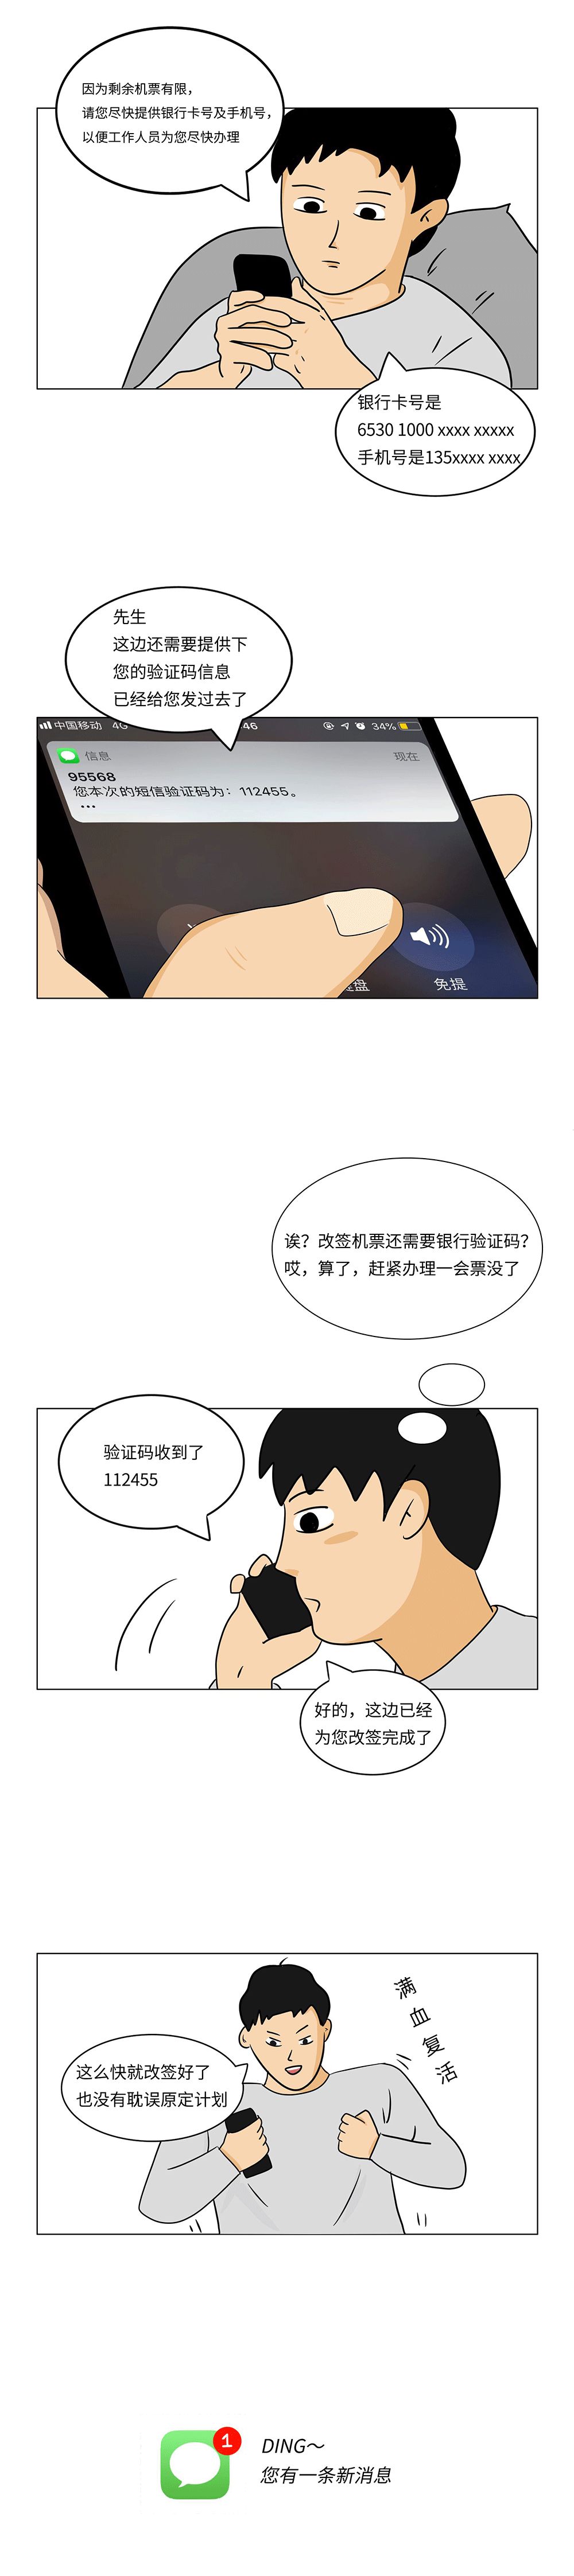 因为剩余机票有限，
请您尽快提供银行卡号及手机号，
以便工作人员为您尽快办理
银行卡号是
6530 1000 xxxx xxxxx
手机号是135xxxx xxxx
先生
这边还需要提供下
您的验证码信息
已经给您发过去了
中国移动 4G 46 34%
信息 现在
95568
您本次的短信验证码为：112455。
...
盘 免提
诶？改签机票还需要银行验证码？
哎，算了，赶紧办理一会票没了
验证码收到了
112455
好的，这边已经
为您改签完成了
满血复活
这么快就改签好了
也没有耽误原定计划
1
DING～
您有一条新消息